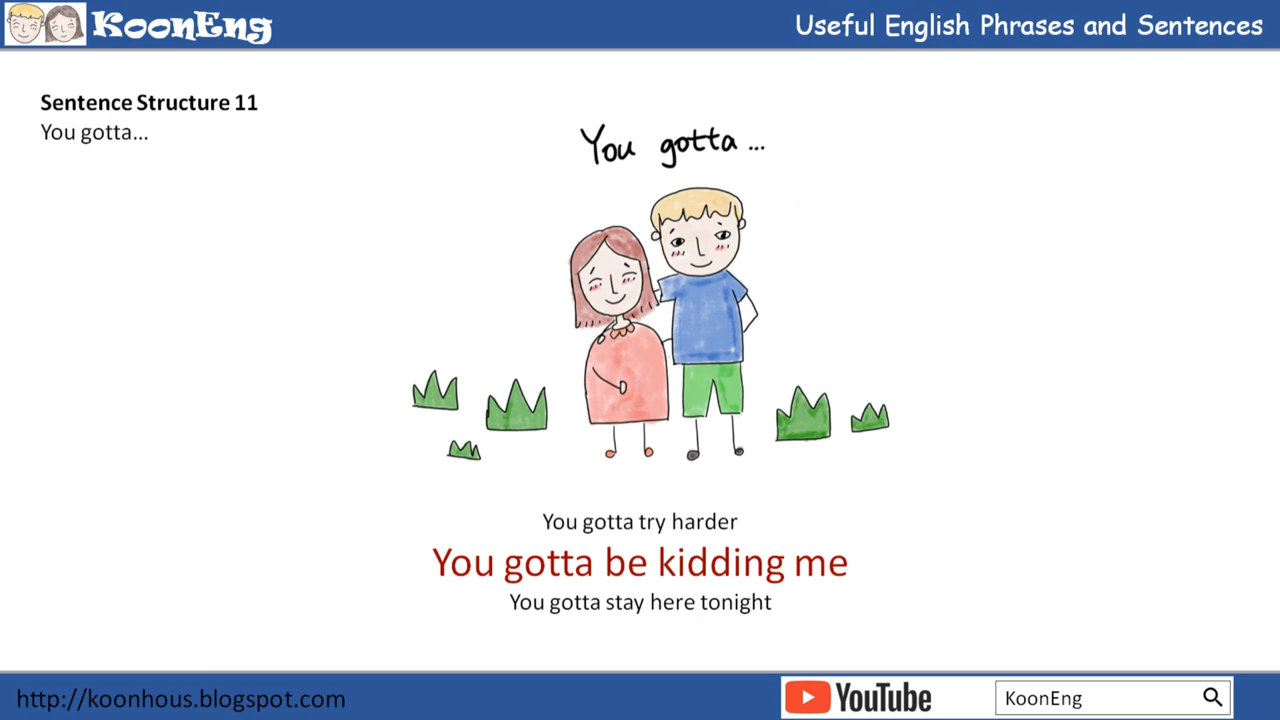 KoonEng
Useful English Phrases and Sentences
Sentence Structure 11
You gotta...
You gotta ...
You gotta try harder
You gotta be kidding me
You gotta stay here tonight
http://koonhous.blogspot.com
YouTube
KoonEng